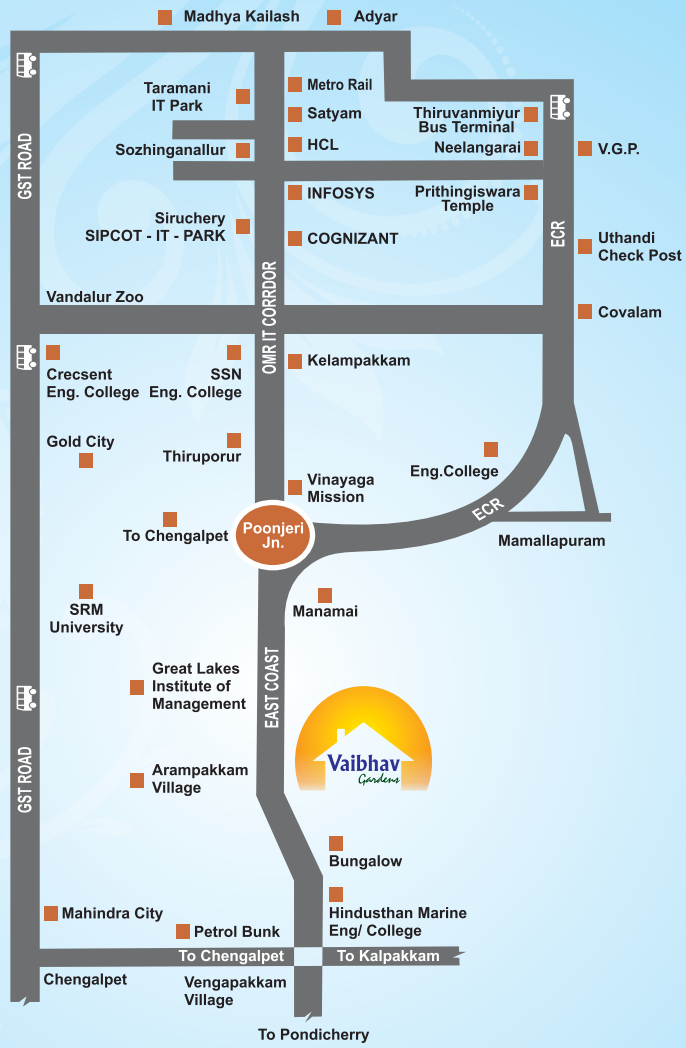 Madhya Kailash
Adyar
Metro Rail
Taramani
IT Park
Satyam
Thiruvanmiyur
Bus Terminal
HCL
Sozhinganallur
Neelangarai
V.G.P.
GST ROAD
INFOSYS
Prithingiswara
Temple
Siruchery
SIPCOT - IT - PARK
COGNIZANT
ECR
Uthandi
Check Post
Vandalur Zoo
OMR IT CORRDOR
Covalam
Crecsent
Eng. College
SSN
Eng. College
Kelampakkam
Gold City
Thiruporur
Eng.College
Vinayaga
Mission
ECR
To Chengalpet
Poonjeri
Jn.
Mamallapuram
SRM
University
Manamai
Great Lakes
Institute of
Management
EAST COAST
GST ROAD
Vaibhav
Gardens
Arampakkam
Village
Bungalow
Mahindra City
Hindusthan Marine
Eng/ College
Petrol Bunk
To Chengalpet
To Kalpakkam
Chengalpet
Vengapakkam
Village
To Pondicherry